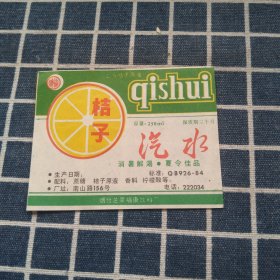 qishui
桔子
容量:250ml 保质期三个月
汽水
消暑解渴·夏令佳品
●生产日期: 标准:QB926-84
●配料:蔗糖 桔子原液 香料 柠檬酸等。
●厂址:南山路156号 电话:222034